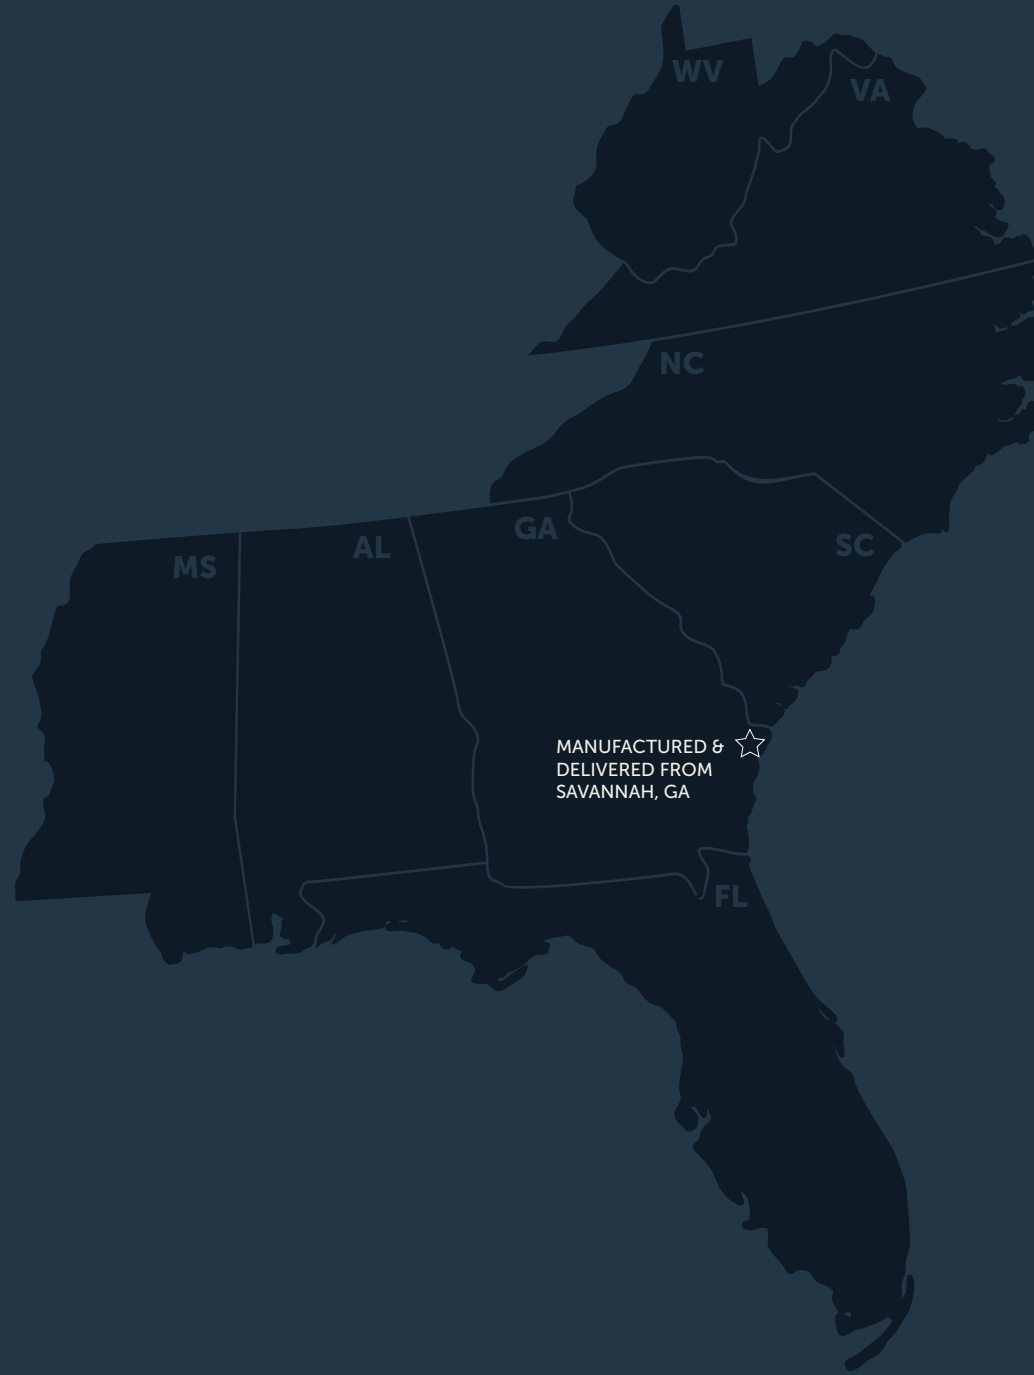 WV
VA
NC
GA
SC
AL
MS
MANUFACTURED &
DELIVERED FROM
SAVANNAH, GA
FL